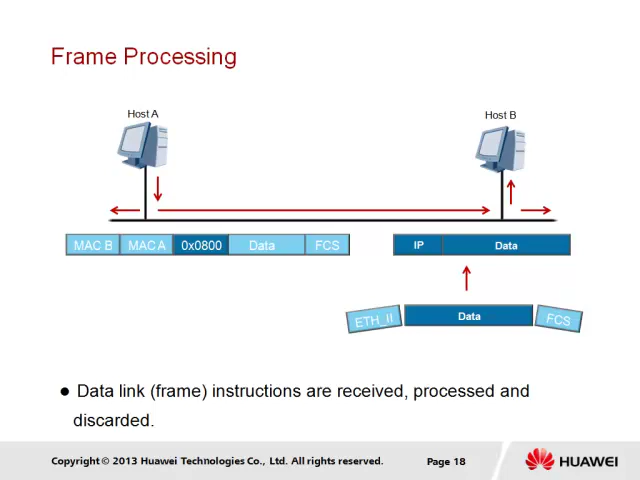 Frame Processing
Host A
Host B
MAC B MAC A 0x0800 Data FCS
IP Data
ETH_II Data FCS
● Data link (frame) instructions are received, processed and
discarded.
Copyright © 2013 Huawei Technologies Co., Ltd. All rights reserved.
Page 18
HUAWEI